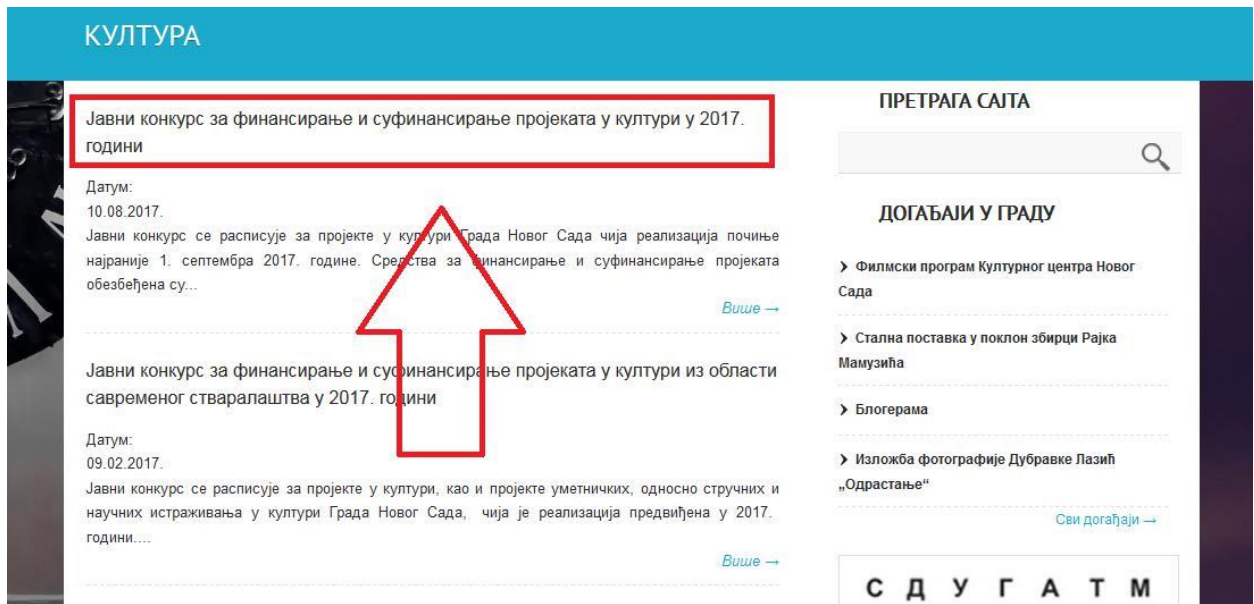 КУЛТУРА
Јавни конкурс за финансирање и суфинансирање пројеката у култури у 2017.
години
Датум:
10.08.2017.
Јавни конкурс се расписује за пројекте у култури Града Новог Сада чија реализација почиње
најраније 1. септембра 2017. године. Средства за финансирање и суфинансирање пројеката
обезбеђена су...
Више →
Јавни конкурс за финансирање и суфинансирање пројеката у култури из области
савременог стваралаштва у 2017. години
Датум:
09.02.2017.
Јавни конкурс се расписује за пројекте у култури, као и пројекте уметничких, односно стручних и
научних истраживања у култури Града Новог Сада, чија је реализација предвиђена у 2017.
години....
Више →
ПРЕТРАГА САЈТА
ДОГАЂАЈИ У ГРАДУ
Филмски програм Културног центра Новог
Сада
Стална поставка у поклон збирци Рајка
Мамузића
Блогерама
Изложба фотографије Дубравке Лазић
„Одрастање“
Сви догађаји →
С Д У Г А Т М